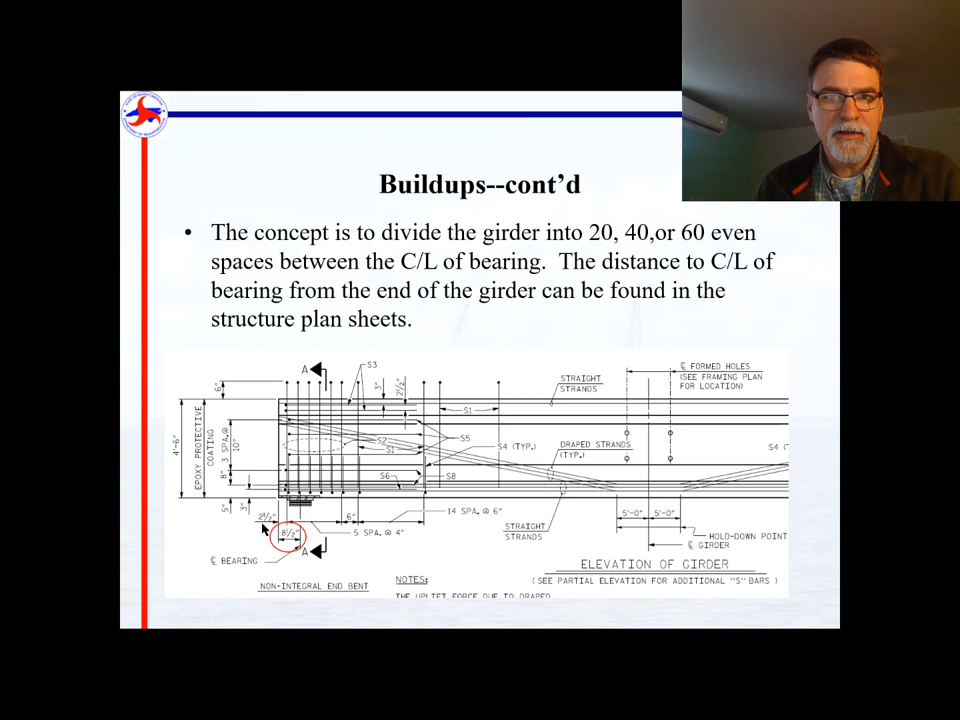 Buildups--cont’d
• The concept is to divide the girder into 20, 40,or 60 even
spaces between the C/L of bearing. The distance to C/L of
bearing from the end of the girder can be found in the
structure plan sheets.
A
S3
6"
3"
2½"
STRAIGHT
STRANDS
℄ FORMED HOLES
(SEE FRAMING PLAN
FOR LOCATION)
S1
4'-6"
EPOXY PROTECTIVE
COATING
3 SPA. @
10"
S2
S1
S5
S4 (TYP.)
DRAPED STRANDS
(TYP.)
S4 (
8"
S6
S8
5"
3"
2½"
6"
14 SPA. @ 6"
5'-0"
5'-0"
8½"
5 SPA. @ 4"
STRAIGHT
STRANDS
HOLD-DOWN POINT
℄ GIRDER
A
℄ BEARING
ELEVATION OF GIRDER
(SEE PARTIAL ELEVATION FOR ADDITIONAL "S" BARS )
NON-INTEGRAL END BENT
NOTES:
THE UPLIFT FORCE DUE TO DRAPED